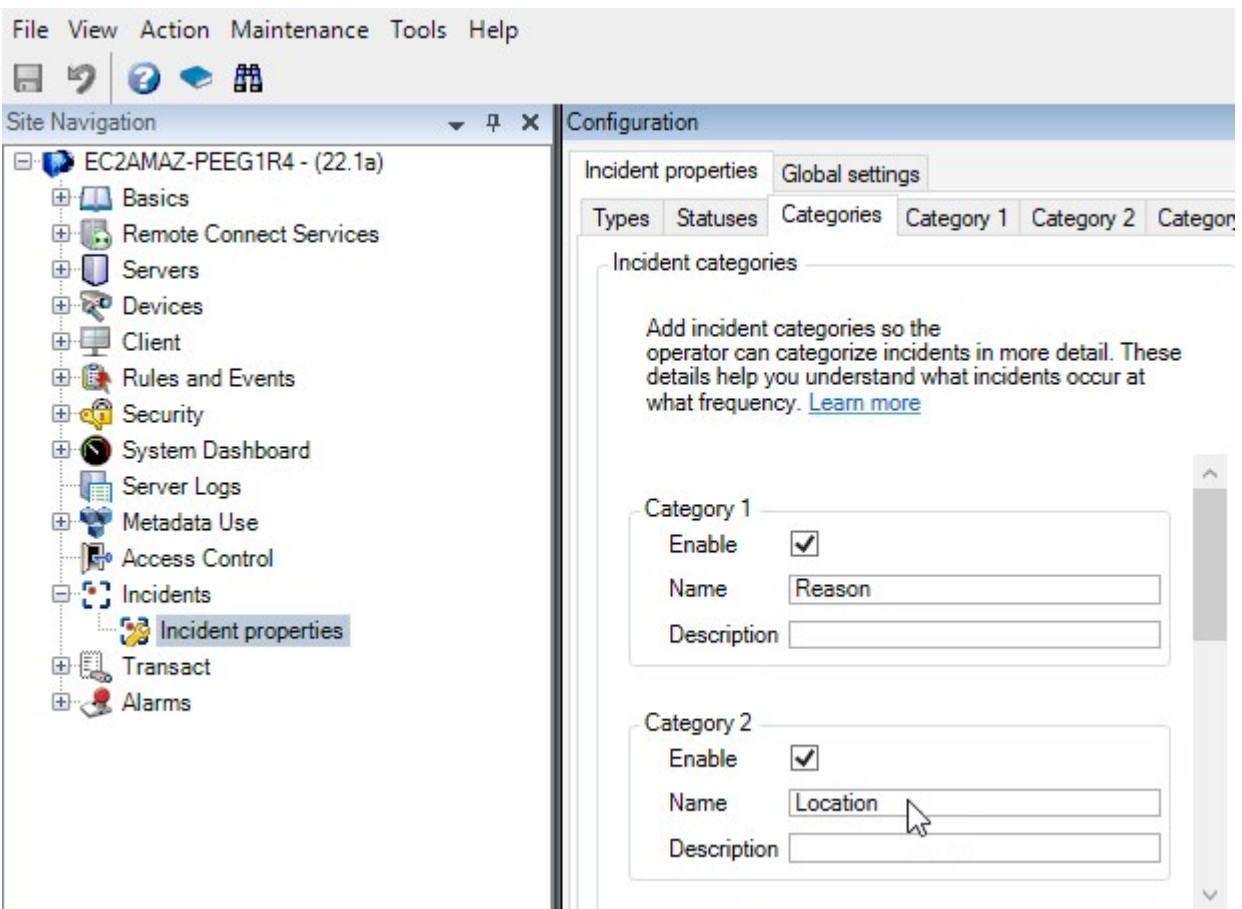 File View Action Maintenance Tools Help
Site Navigation
EC2AMAZ-PEEG1R4 - (22.1a)
Basics
Remote Connect Services
Servers
Devices
Client
Rules and Events
Security
System Dashboard
Server Logs
Metadata Use
Access Control
Incidents
Incident properties
Transact
Alarms
Configuration
Incident properties Global settings
Types Statuses Categories Category 1 Category 2 Category
Incident categories
Add incident categories so the
operator can categorize incidents in more detail. These
details help you understand what incidents occur at
what frequency. Learn more
Category 1
Enable
Name Reason
Description
Category 2
Enable
Name Location
Description